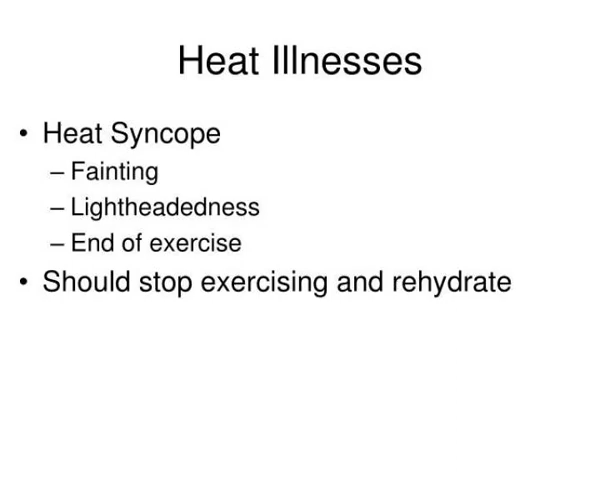 Heat Illnesses
• Heat Syncope
– Fainting
– Lightheadedness
– End of exercise
• Should stop exercising and rehydrate